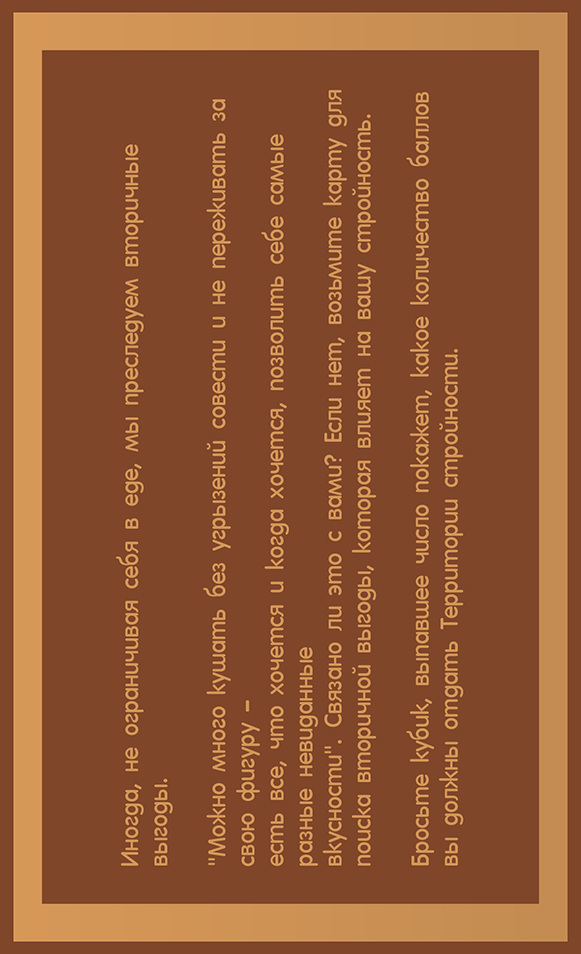 Иногда, не ограничивая себя в еде, мы преследуем вторичные
выгоды.
"Можно много кушать без угрызений совести и не переживать за
свою фигуру –
есть все, что хочется и когда хочется, позволить себе самые
разные невиданные
вкусности". Связано ли это с вами? Если нет, возьмите карту для
поиска вторичной выгоды, которая влияет на вашу стройность.
Бросьте кубик, выпавшее число покажет, какое количество баллов
вы должны отдать Территории стройности.